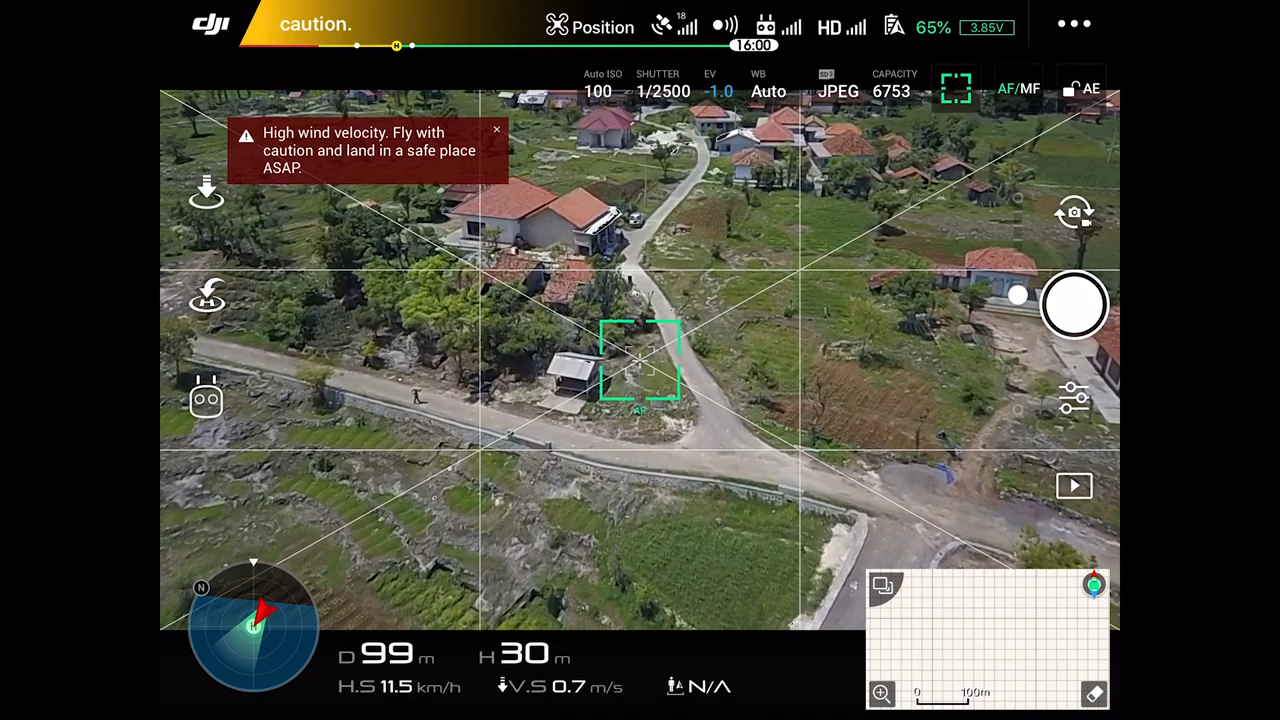 dji
caution.
Position
18
HD
65%
3.85V
16:00
H
Auto ISO
100
SHUTTER
1/2500
EV
-1.0
WB
Auto
SD
JPEG
CAPACITY
6753
AF/MF
AE
High wind velocity. Fly with
caution and land in a safe place
ASAP.
H
AF
N
H
D 99 m
H 30 m
H.S 11.5 km/h
V.S 0.7 m/s
N/A
0
100m